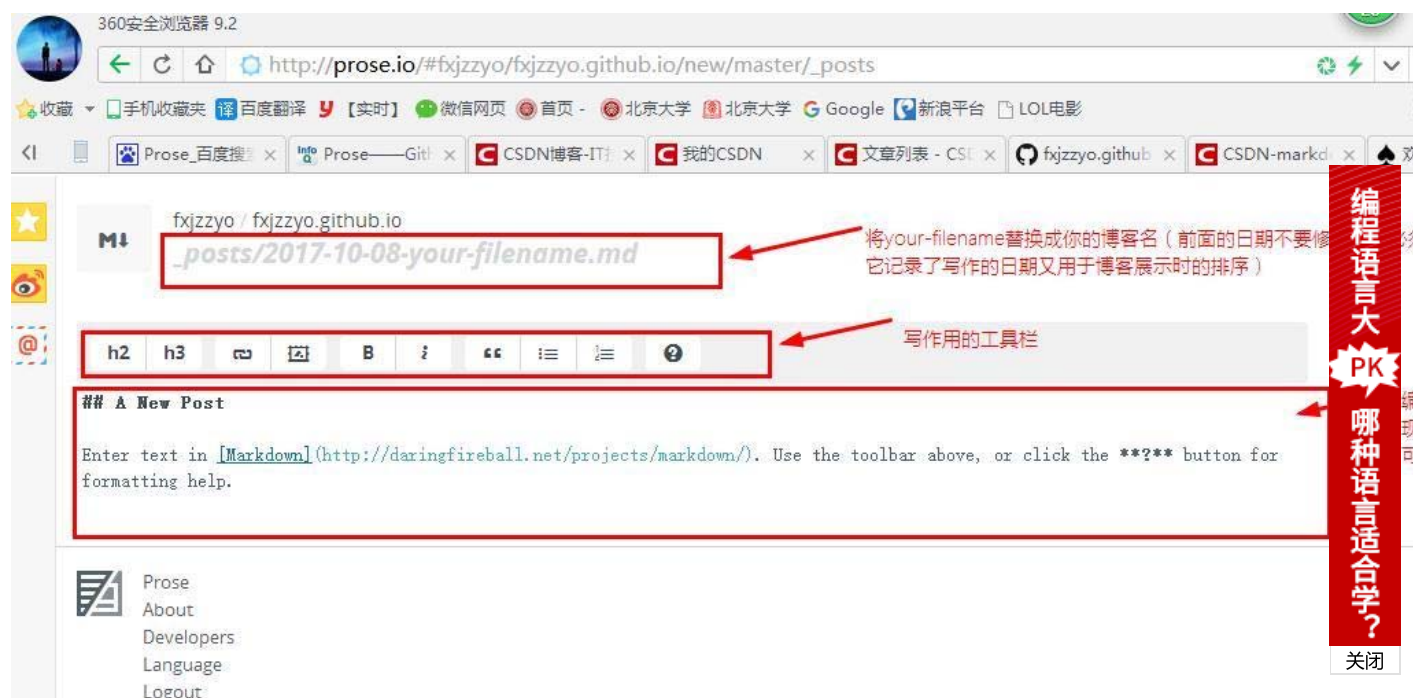 360安全浏览器 9.2
http://prose.io/#fxjzzyo/fxjzzyo.github.io/new/master/_posts
收藏 手机收藏夹 译 百度翻译 【实时】 微信网页 首页 - 北京大学 北京大学 Google 新浪平台 LOL电影
Prose_百度搜 Prose——Gith CSDN博客-IT 我的CSDN 文章列表 - CSD fxjzzyo.github CSDN-markd
fxjzzyo / fxjzzyo.github.io
M↓
_posts/2017-10-08-your-filename.md
将your-filename替换成你的博客名（前面的日期不要修
它记录了写作的日期又用于博客展示时的排序）
写作用的工具栏
h2 h3 B i
## A New Post
Enter text in [Markdown](http://daringfireball.net/projects/markdown/). Use the toolbar above, or click the **?** button for
formatting help.
Prose
About
Developers
Language
Logout
编程语言大
PK
哪种语言适合学？
关闭